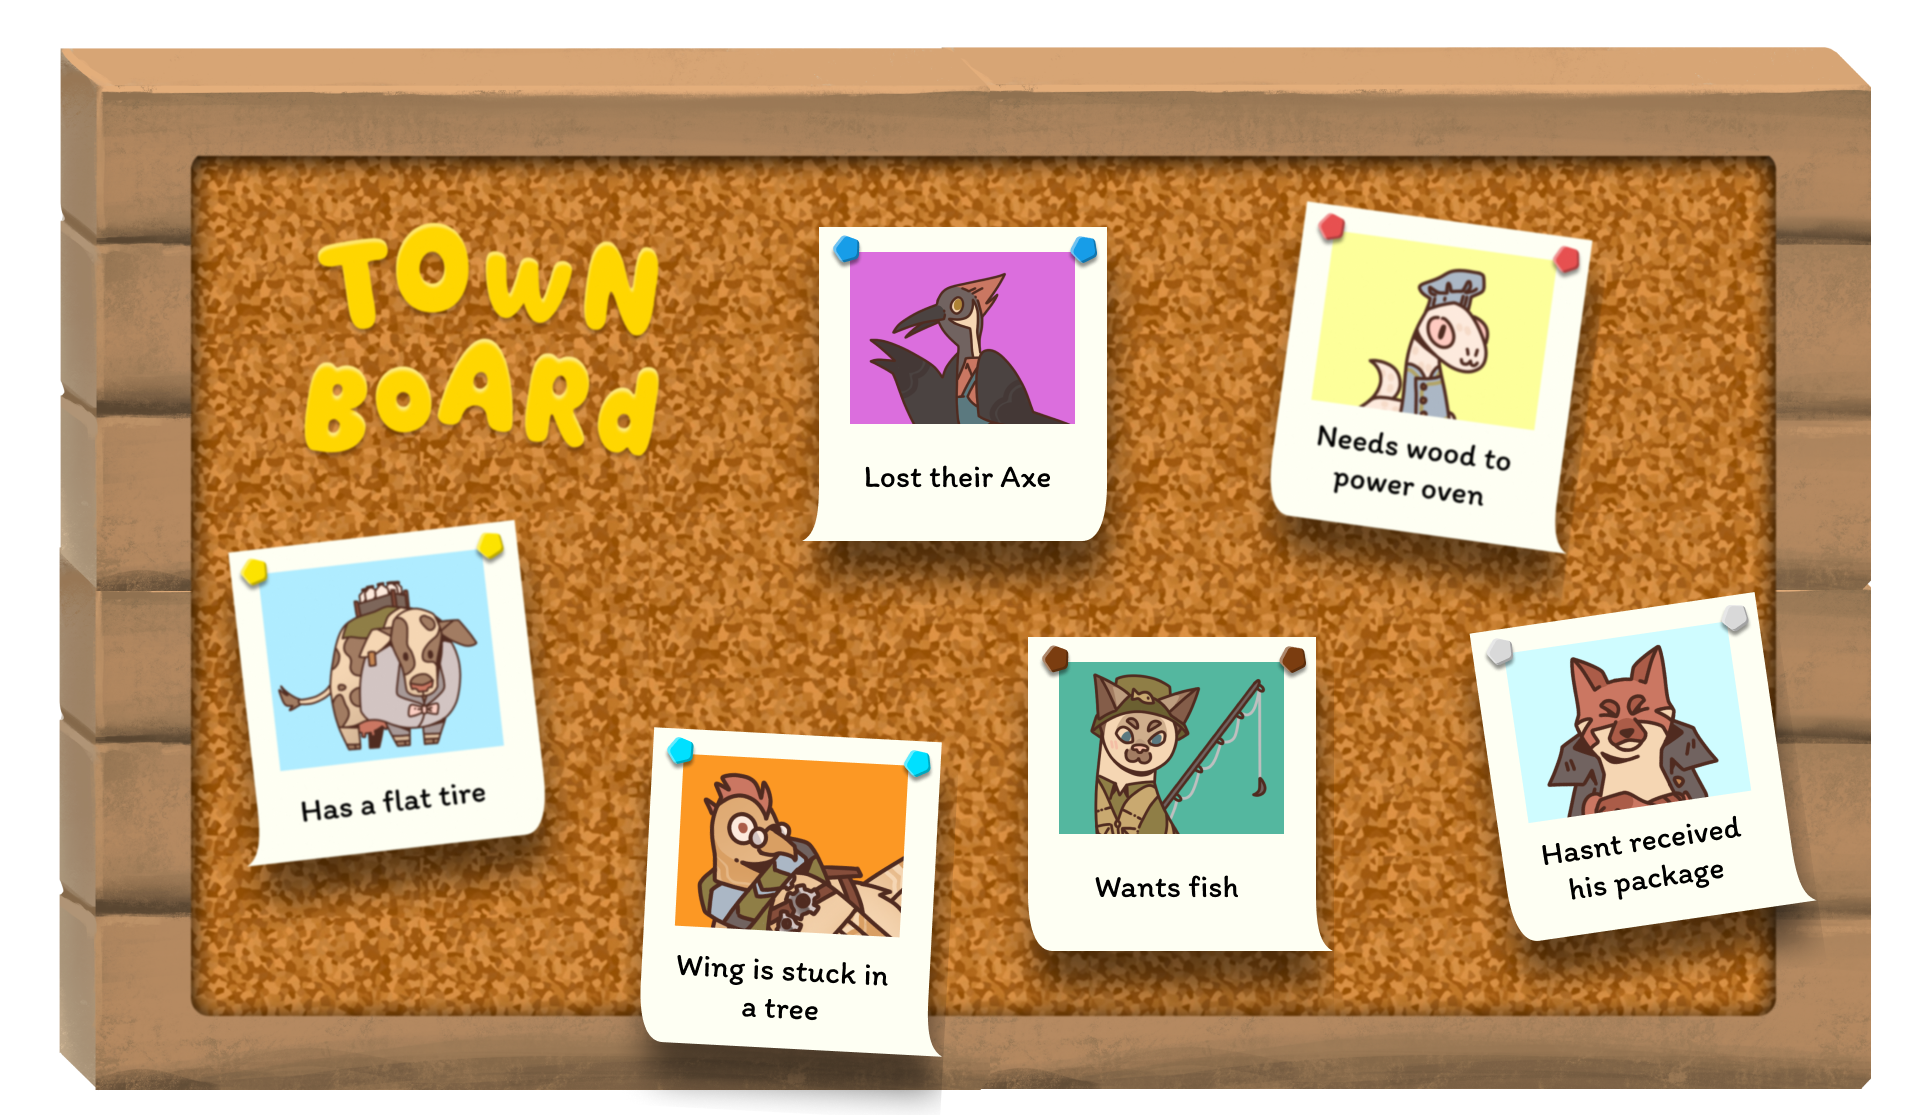 TOWN
BOARd
Lost their Axe
Needs wood to
power oven
Has a flat tire
Wing is stuck in
a tree
Wants fish
Hasnt received
his package